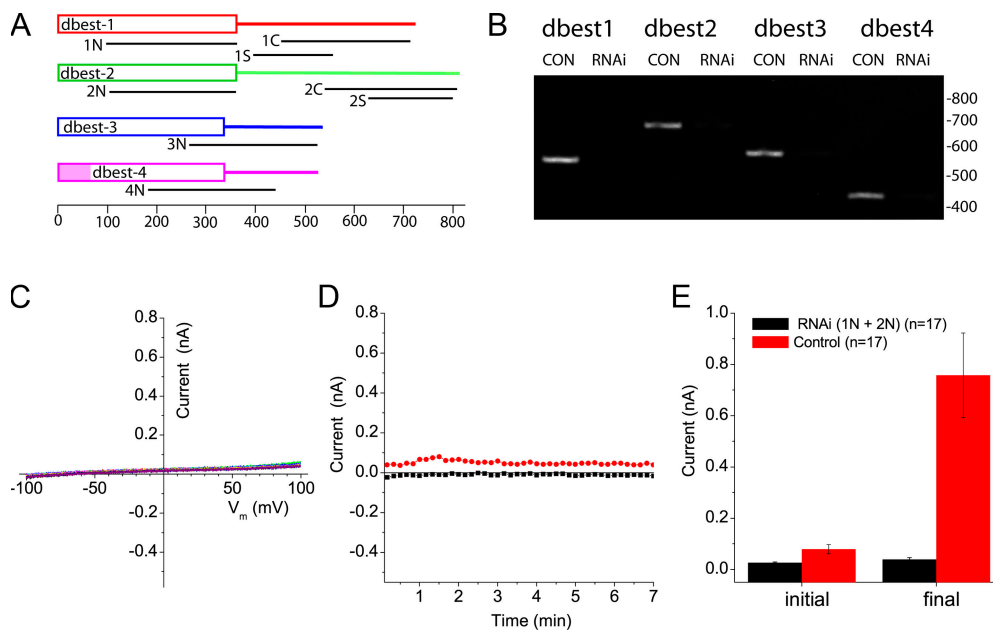 A
dbest-1
1N
1C
1S
dbest-2
2N
2C
2S
dbest-3
3N
dbest-4
4N
0 100 200 300 400 500 600 700 800
B
dbest1 dbest2 dbest3 dbest4
CON RNAi CON RNAi CON RNAi CON RNAi
-800
-700
-600
-500
-400
C
0.8
0.6
0.4
0.2
-0.2
-0.4
Current (nA)
-100 -50 50 100
Vm (mV)
D
0.8
0.6
0.4
0.2
0.0
-0.2
-0.4
Current (nA)
1 2 3 4 5 6 7
Time (min)
E
1.0
0.8
0.6
0.4
0.2
0.0
Current (nA)
RNAi (1N + 2N) (n=17)
Control (n=17)
initial final